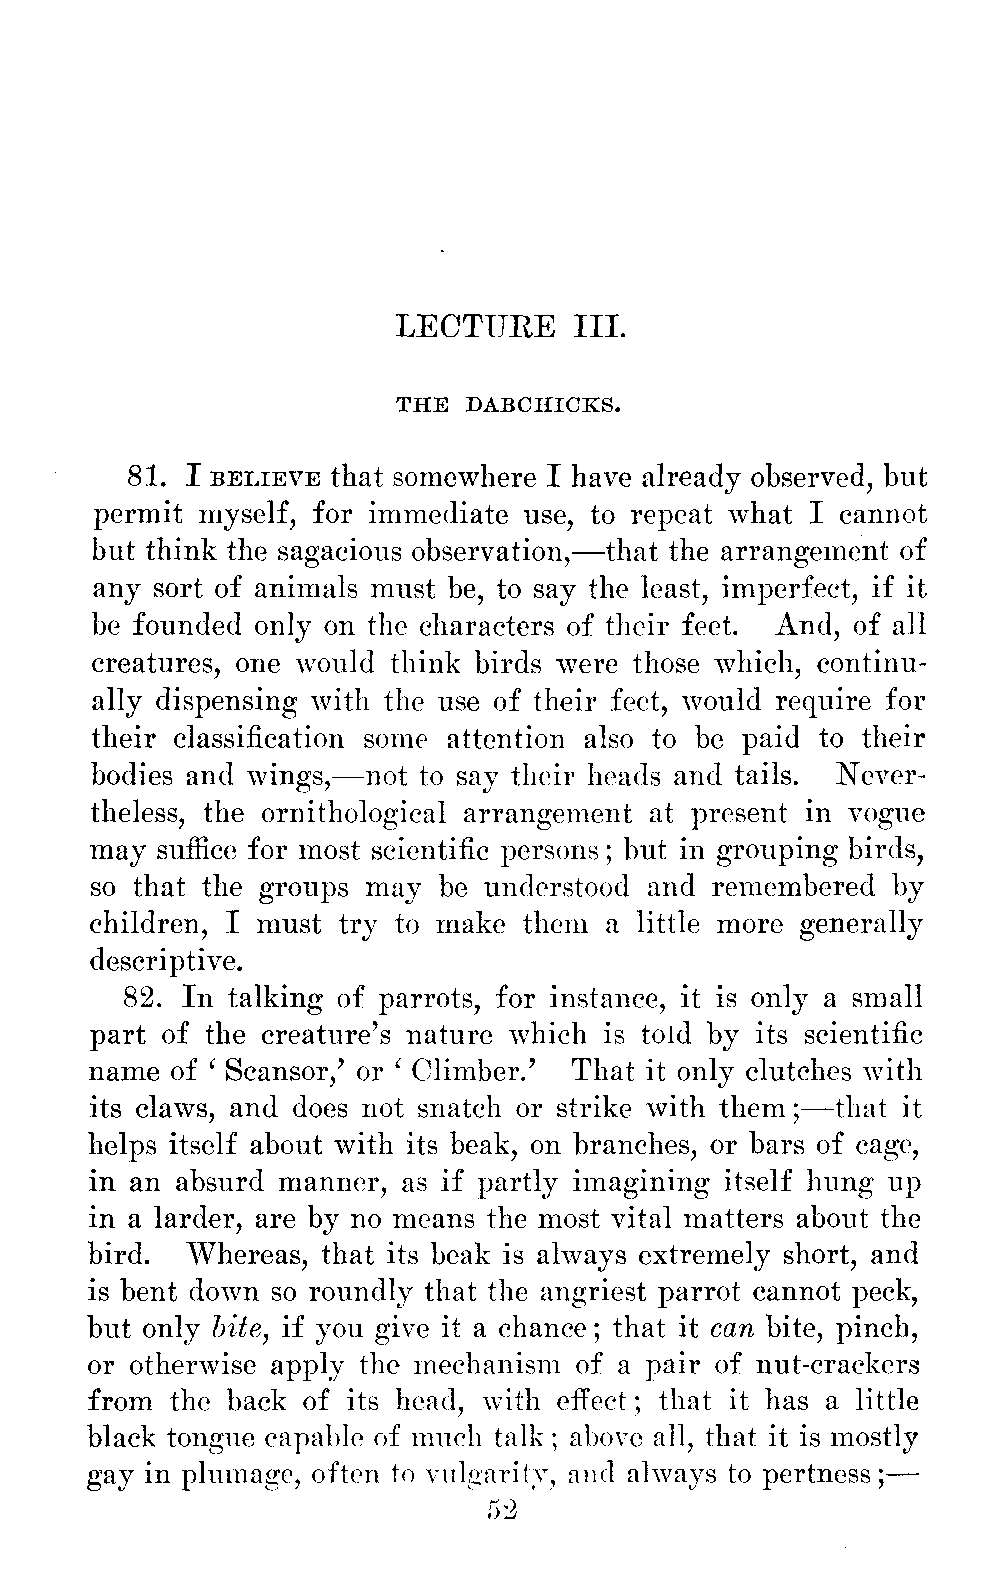 LECTURE III.
THE DABCHICKS.
81. I BELIEVE that somewhere I have already observed, but
permit myself, for immediate use, to repeat what I cannot
but think the sagacious observation,—that the arrangement of
any sort of animals must be, to say the least, imperfect, if it
be founded only on the characters of their feet. And, of all
creatures, one would think birds were those which, continu-
ally dispensing with the use of their feet, would require for
their classification some attention also to be paid to their
bodies and wings,—not to say their heads and tails. Never-
theless, the ornithological arrangement at present in vogue
may suffice for most scientific persons; but in grouping birds,
so that the groups may be understood and remembered by
children, I must try to make them a little more generally
descriptive.
82. In talking of parrots, for instance, it is only a small
part of the creature's nature which is told by its scientific
name of ‘ Scansor,’ or ‘ Climber.’ That it only clutches with
its claws, and does not snatch or strike with them;—that it
helps itself about with its beak, on branches, or bars of cage,
in an absurd manner, as if partly imagining itself hung up
in a larder, are by no means the most vital matters about the
bird. Whereas, that its beak is always extremely short, and
is bent down so roundly that the angriest parrot cannot peck,
but only bite, if you give it a chance; that it can bite, pinch,
or otherwise apply the mechanism of a pair of nut-crackers
from the back of its head, with effect; that it has a little
black tongue capable of much talk; above all, that it is mostly
gay in plumage, often to vulgarity, and always to pertness;—
52